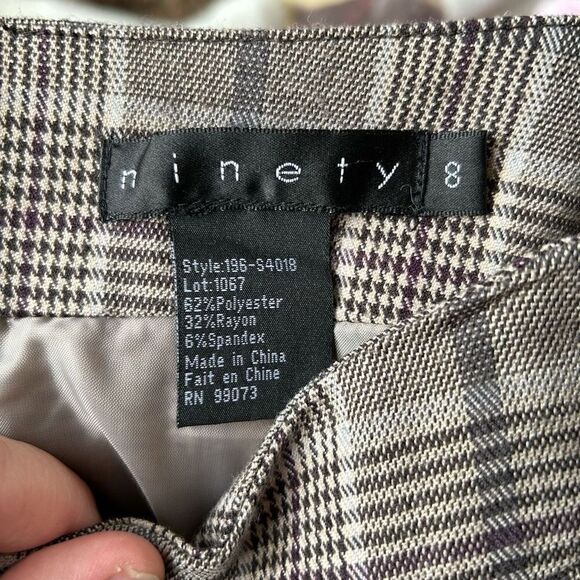 ninety 8
Style:196-S4018
Lot:1067
62%Polyester
32%Rayon
6%Spandex
Made in China
Fait en Chine
RN 99073